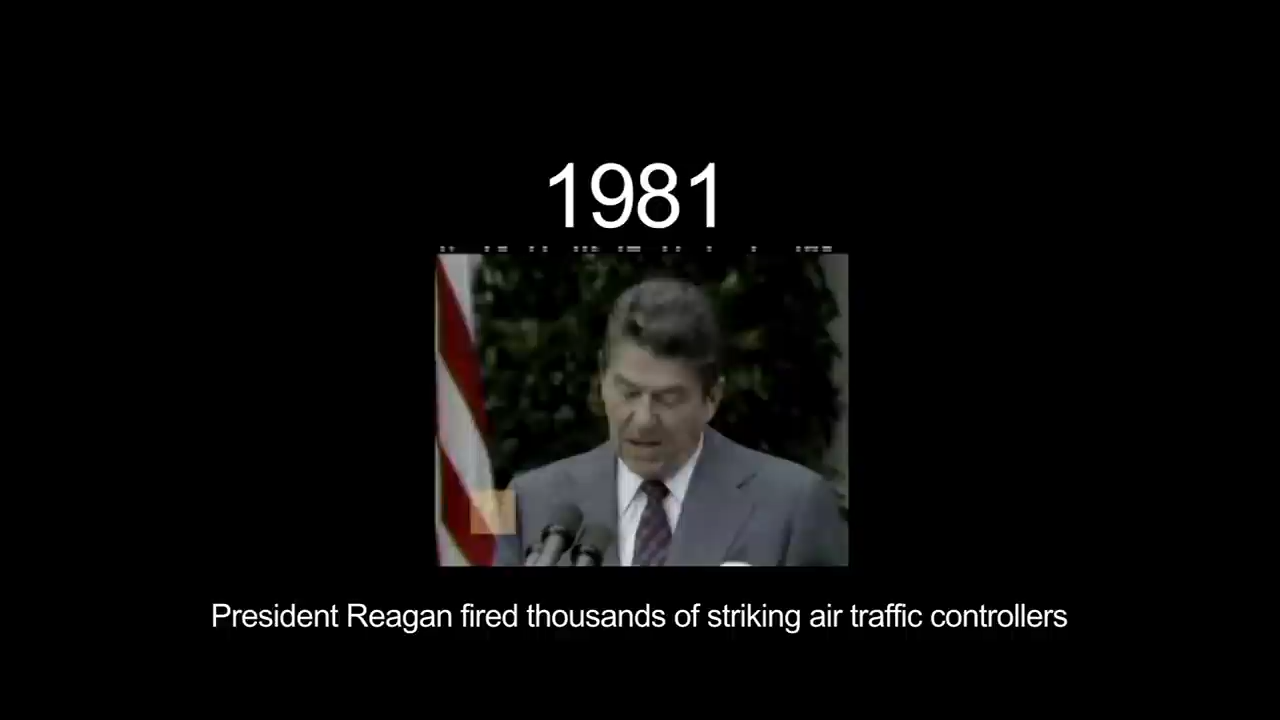 1981
President Reagan fired thousands of striking air traffic controllers